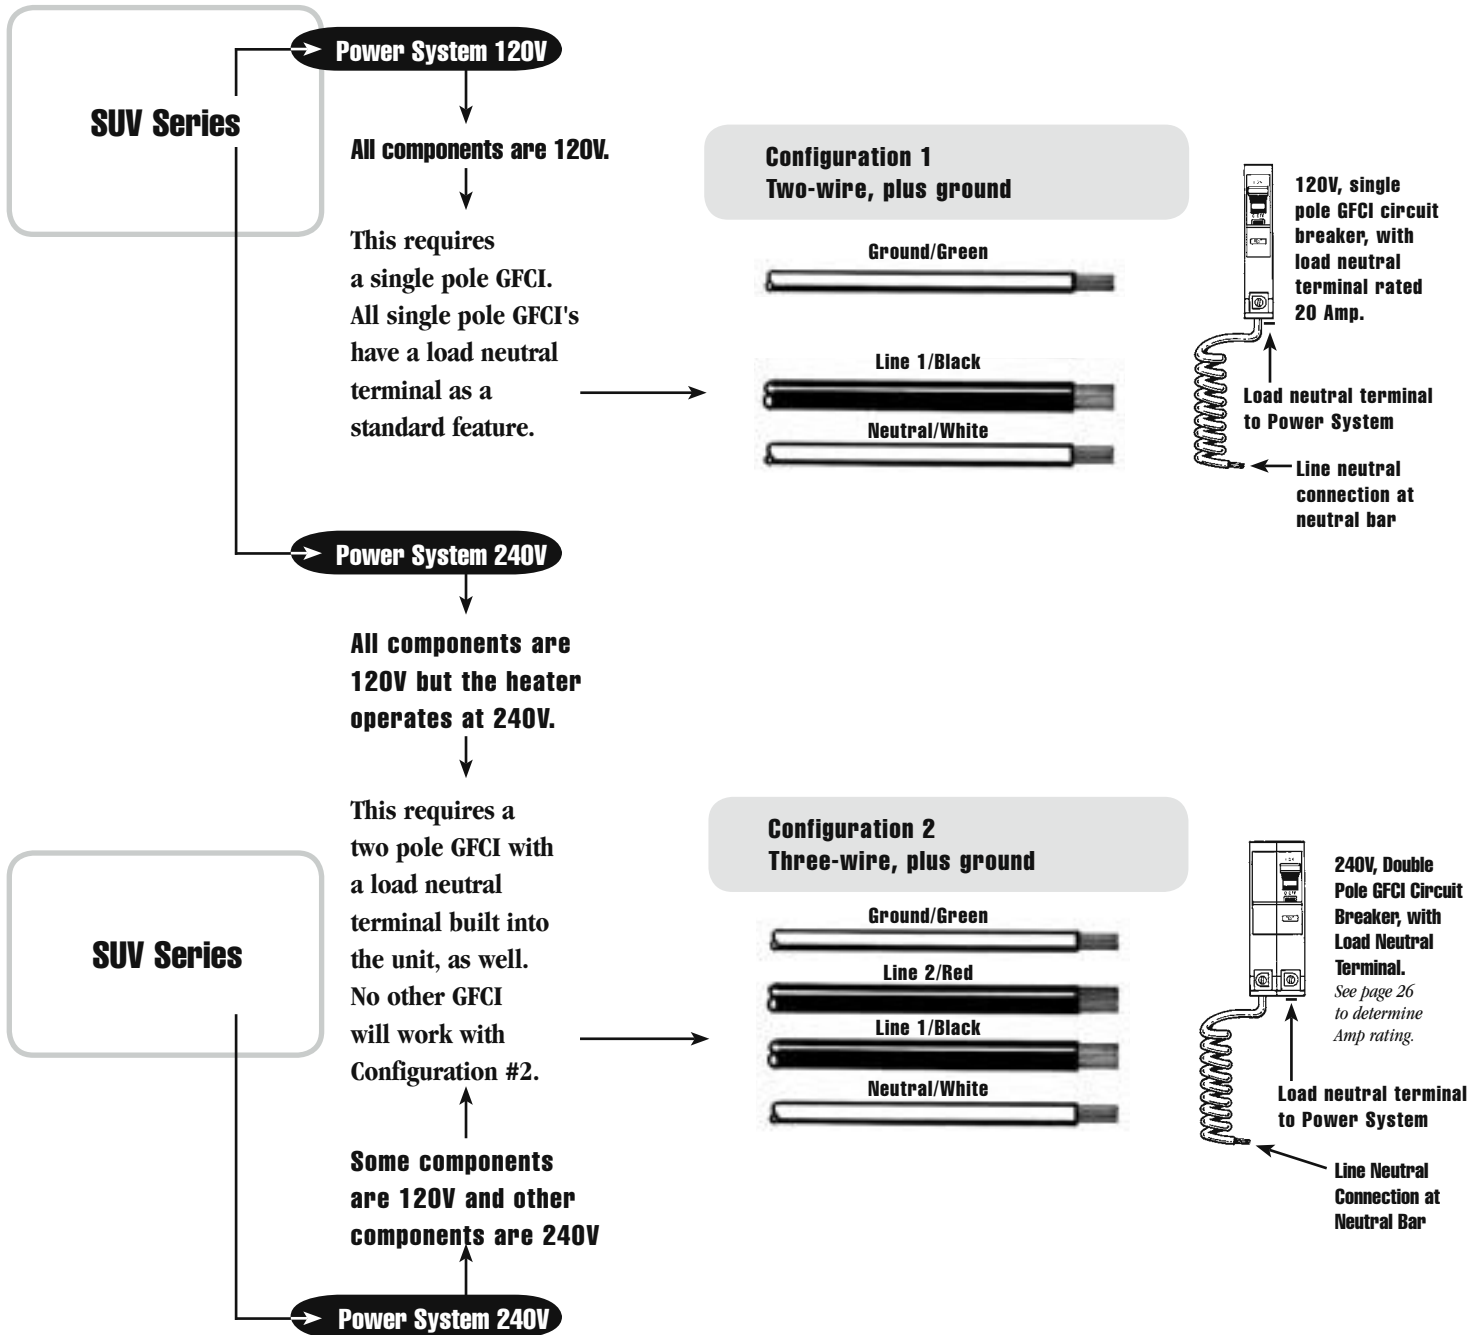 Power System 120V
SUV Series
All components are 120V.
This requires
a single pole GFCI.
All single pole GFCI's
have a load neutral
terminal as a
standard feature.
Configuration 1
Two-wire, plus ground
Ground/Green
Line 1/Black
Neutral/White
120V, single
pole GFCI circuit
breaker, with
load neutral
terminal rated
20 Amp.
Load neutral terminal
to Power System
Line neutral
connection at
neutral bar
Power System 240V
All components are
120V but the heater
operates at 240V.
This requires a
two pole GFCI with
a load neutral
terminal built into
the unit, as well.
No other GFCI
will work with
Configuration #2.
SUV Series
Some components
are 120V and other
components are 240V
Power System 240V
Configuration 2
Three-wire, plus ground
Ground/Green
Line 2/Red
Line 1/Black
Neutral/White
240V, Double
Pole GFCI Circuit
Breaker, with
Load Neutral
Terminal.
See page 26
to determine
Amp rating.
Load neutral terminal
to Power System
Line Neutral
Connection at
Neutral Bar